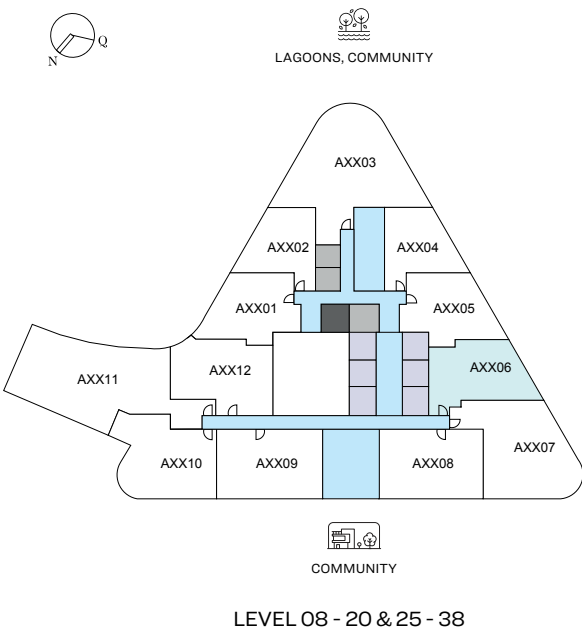 N
Q
LAGOONS, COMMUNITY
AXX03
AXX02
AXX04
AXX01
AXX05
AXX11
AXX12
AXX06
AXX10
AXX09
AXX08
AXX07
COMMUNITY
LEVEL 08 - 20 & 25 - 38